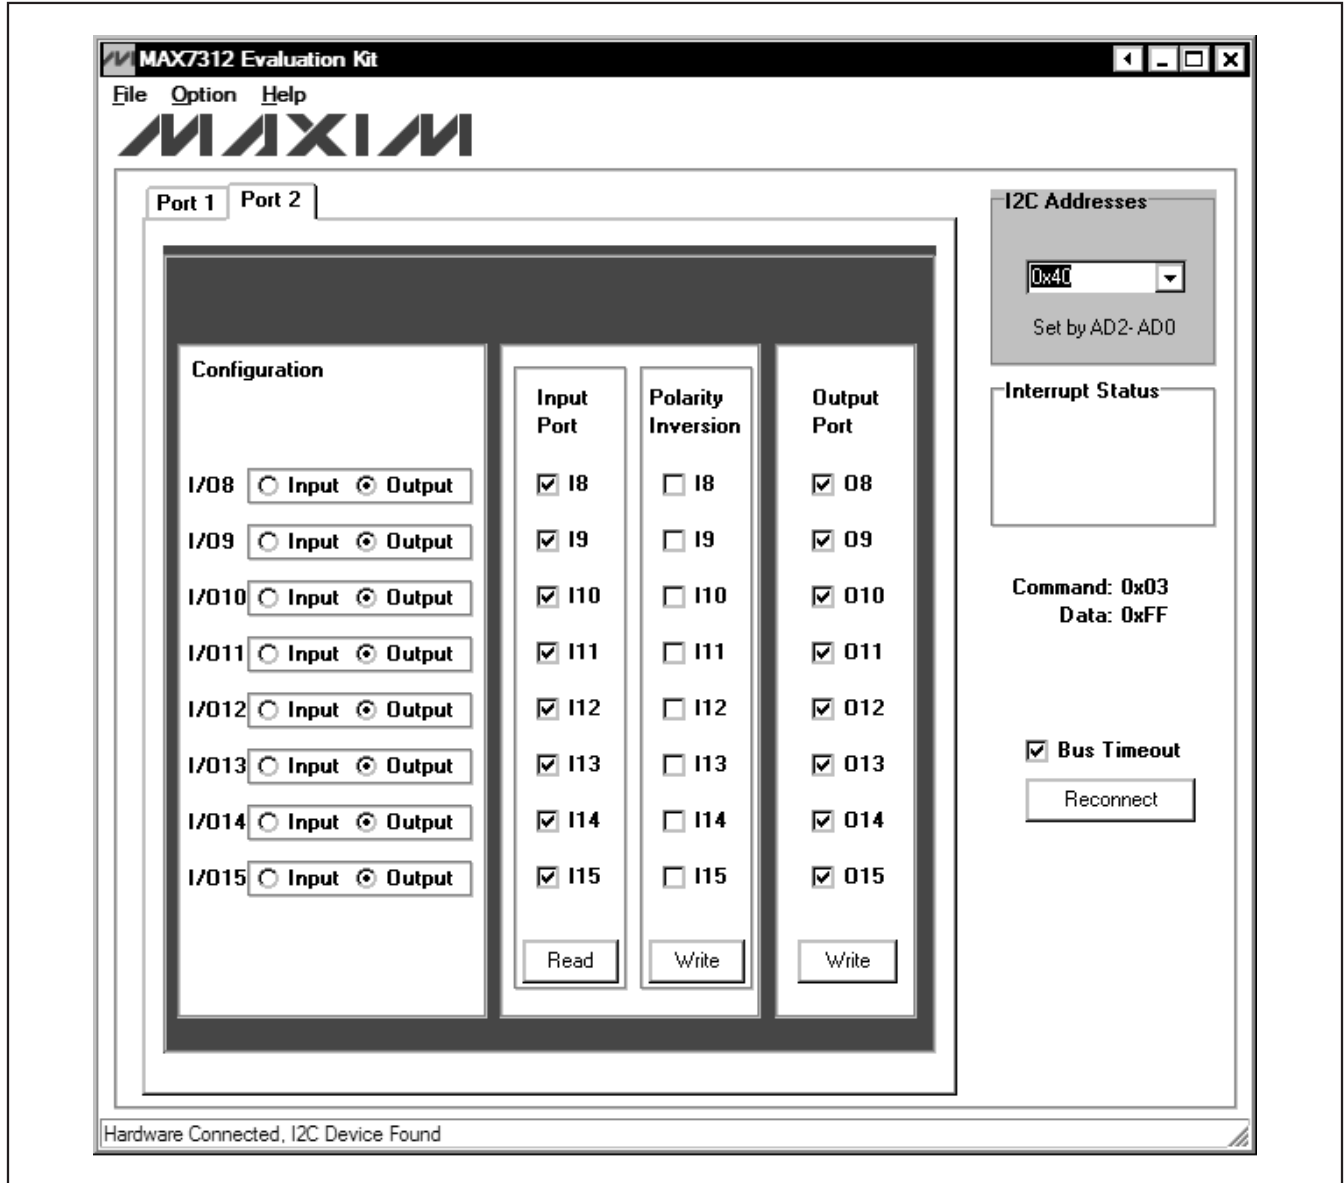 MAX7312 Evaluation Kit
File Option Help
MAXIM
Port 1 Port 2
I2C Addresses
0x40
Set by AD2- AD0
Interrupt Status
Command: 0x03
Data: 0xFF
Bus Timeout
Reconnect
Configuration
Input Port
Polarity Inversion
Output Port
I/O8 Input Output I8 I8 O8
I/O9 Input Output I9 I9 O9
I/O10 Input Output I10 I10 O10
I/O11 Input Output I11 I11 O11
I/O12 Input Output I12 I12 O12
I/O13 Input Output I13 I13 O13
I/O14 Input Output I14 I14 O14
I/O15 Input Output I15 I15 O15
Read Write Write
Hardware Connected, I2C Device Found